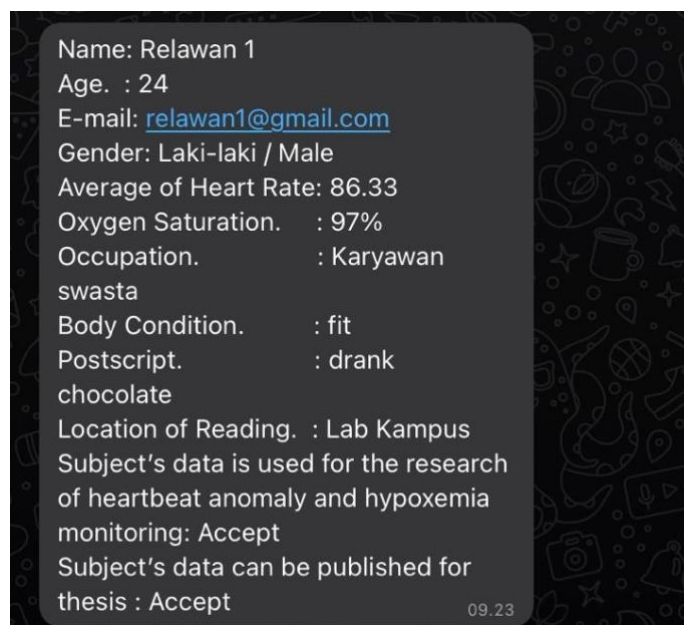 Name: Relawan 1
Age. : 24
E-mail: relawan1@gmail.com
Gender: Laki-laki / Male
Average of Heart Rate: 86.33
Oxygen Saturation. : 97%
Occupation. : Karyawan
swasta
Body Condition. : fit
Postscript. : drank
chocolate
Location of Reading. : Lab Kampus
Subject's data is used for the research
of heartbeat anomaly and hypoxemia
monitoring: Accept
Subject's data can be published for
thesis : Accept
09.23